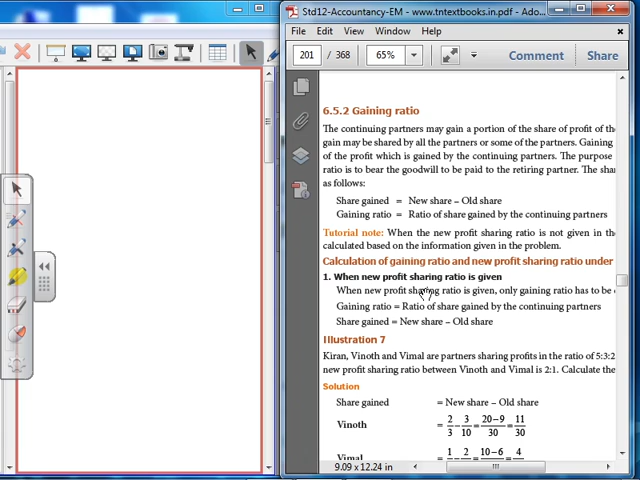 Std12-Accountancy-EM - www.tntextbooks.in.pdf - Ado...
File Edit View Window Help
201 / 368 65% Comment Share
6.5.2 Gaining ratio
The continuing partners may gain a portion of the share of profit of the
gain may be shared by all the partners or some of the partners. Gaining
of the profit which is gained by the continuing partners. The purpose
ratio is to bear the goodwill to be paid to the retiring partner. The sha
as follows:
Share gained = New share – Old share
Gaining ratio = Ratio of share gained by the continuing partners
Tutorial note: When the new profit sharing ratio is not given in the
calculated based on the information given in the problem.
Calculation of gaining ratio and new profit sharing ratio under
1. When new profit sharing ratio is given
When new profit sharing ratio is given, only gaining ratio has to be
Gaining ratio = Ratio of share gained by the continuing partners
Share gained = New share – Old share
Illustration 7
Kiran, Vinoth and Vimal are partners sharing profits in the ratio of 5:3:2
new profit sharing ratio between Vinoth and Vimal is 2:1. Calculate the
Solution
Share gained = New share – Old share
Vinoth = 2/3 – 3/10 = 20–9/30 = 11/30
Vimal 1 – 2 = 10–6 = 4
9.09 x 12.24 in